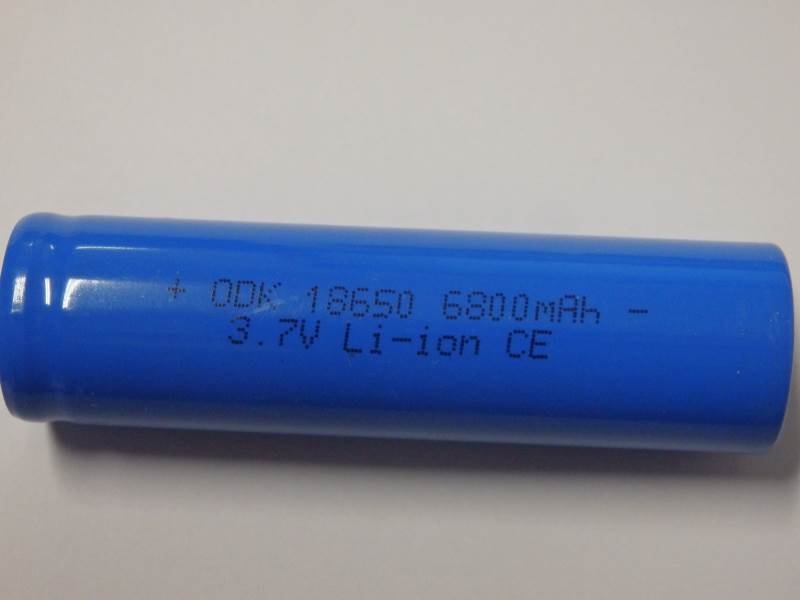 + ODK 18650 6800mAh -
3.7V Li-ion CE